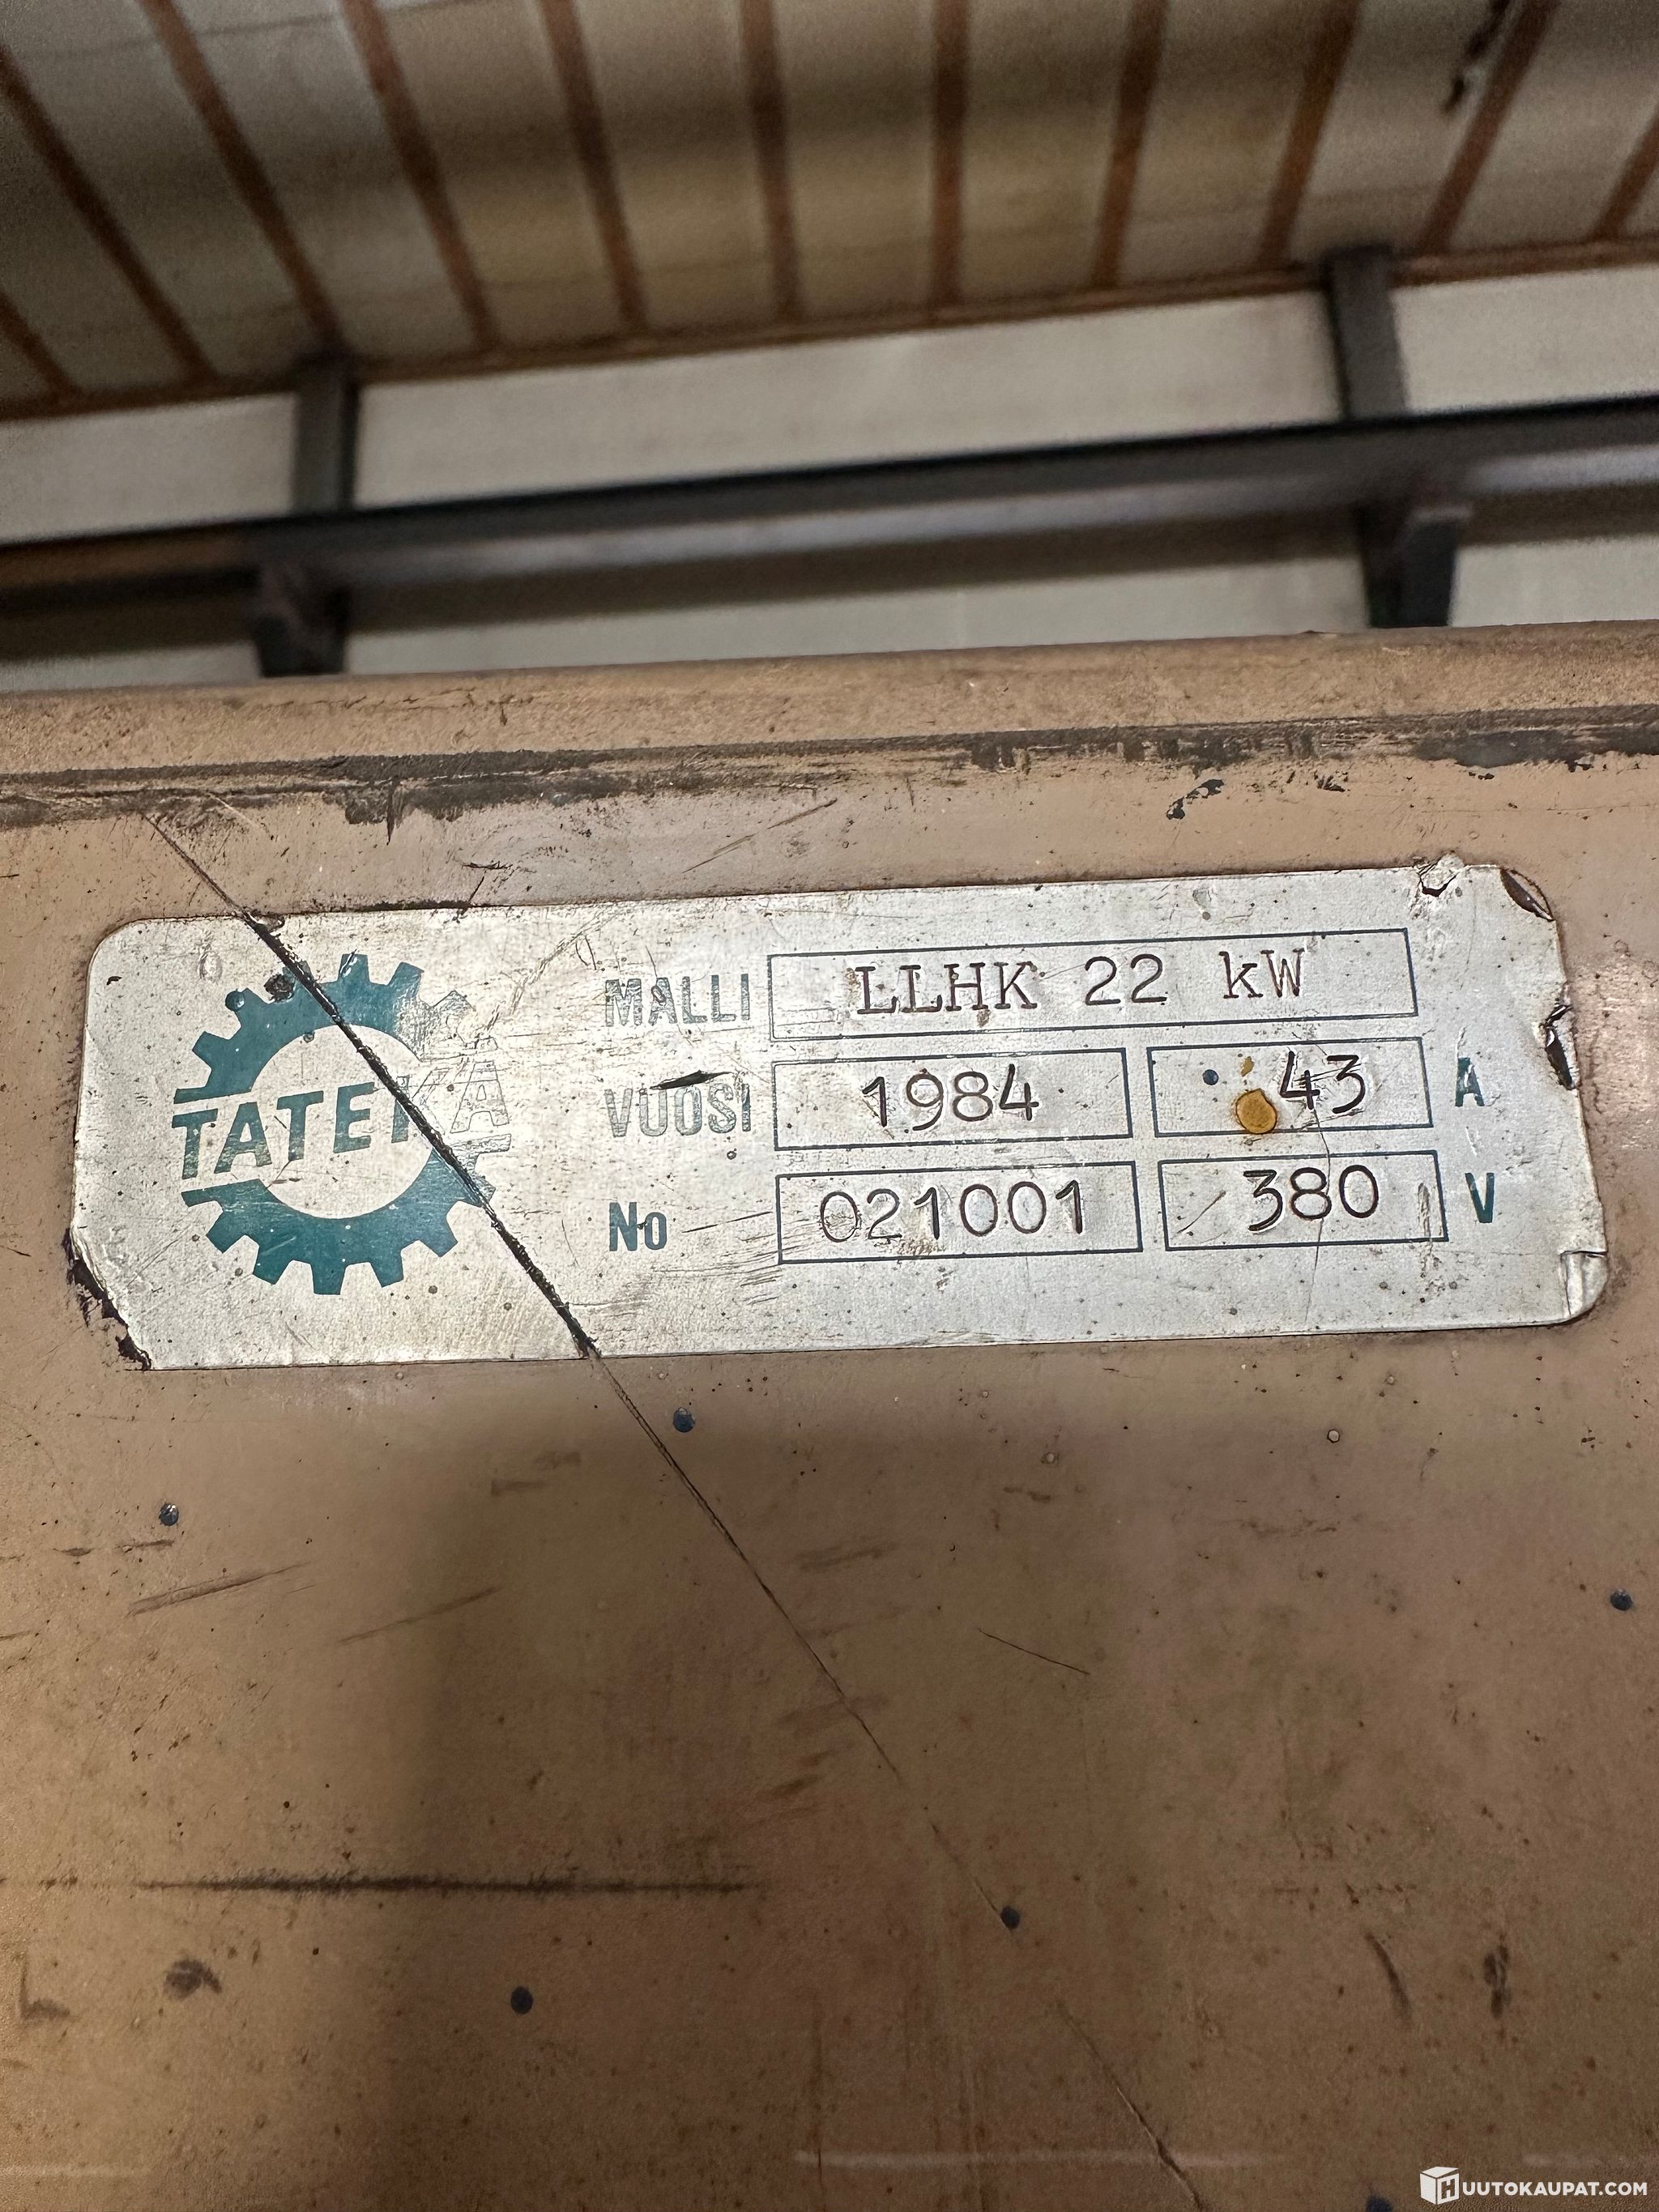 TATEKA
MALLI LLHK 22 kW
VUOSI 1984 43 A
No 021001 380 V
HUUTOKAUPAT.COM